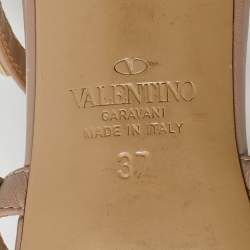 V
VALENTINO
GARAVANI
MADE IN ITALY
37